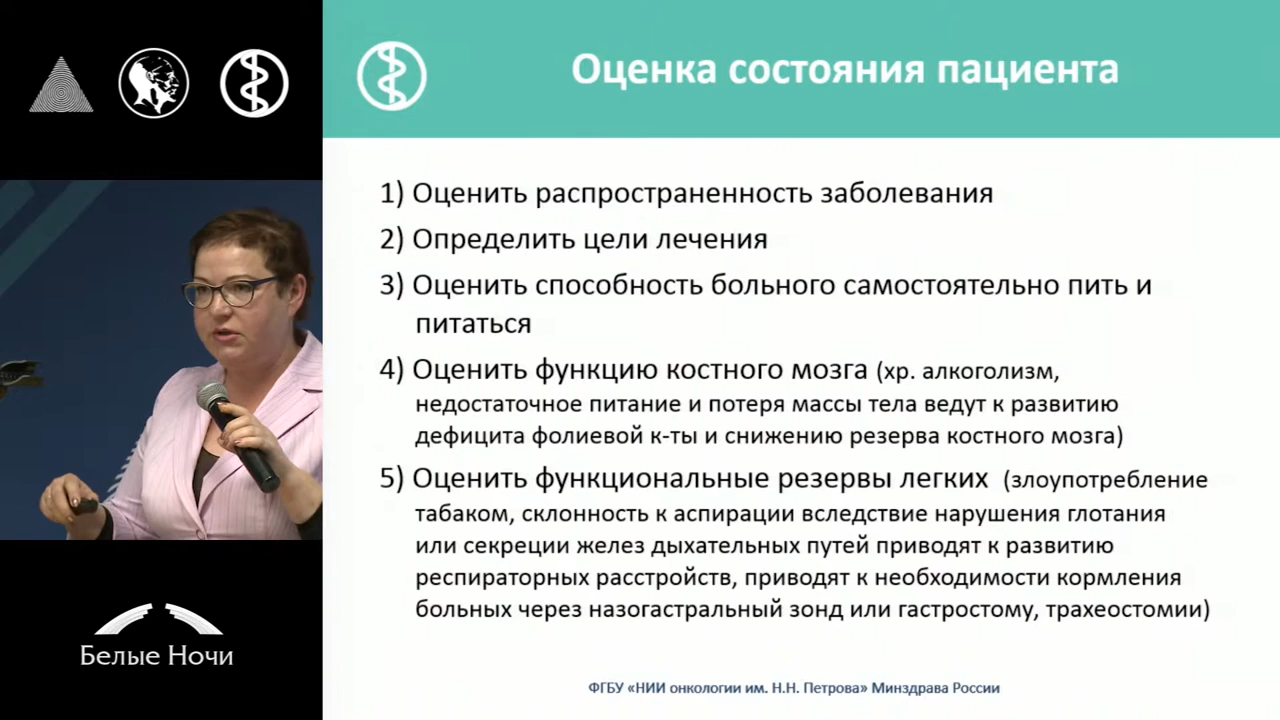 Оценка состояния пациента
1) Оценить распространенность заболевания
2) Определить цели лечения
3) Оценить способность больного самостоятельно пить и
питаться
4) Оценить функцию костного мозга (хр. алкоголизм,
недостаточное питание и потеря массы тела ведут к развитию
дефицита фолиевой к-ты и снижению резерва костного мозга)
5) Оценить функциональные резервы легких (злоупотребление
табаком, склонность к аспирации вследствие нарушения глотания
или секреции желез дыхательных путей приводят к развитию
респираторных расстройств, приводят к необходимости кормления
больных через назогастральный зонд или гастростому, трахеостомии)
ФГБУ «НИИ онкологии им. Н.Н. Петрова» Минздрава России
Белые Ночи